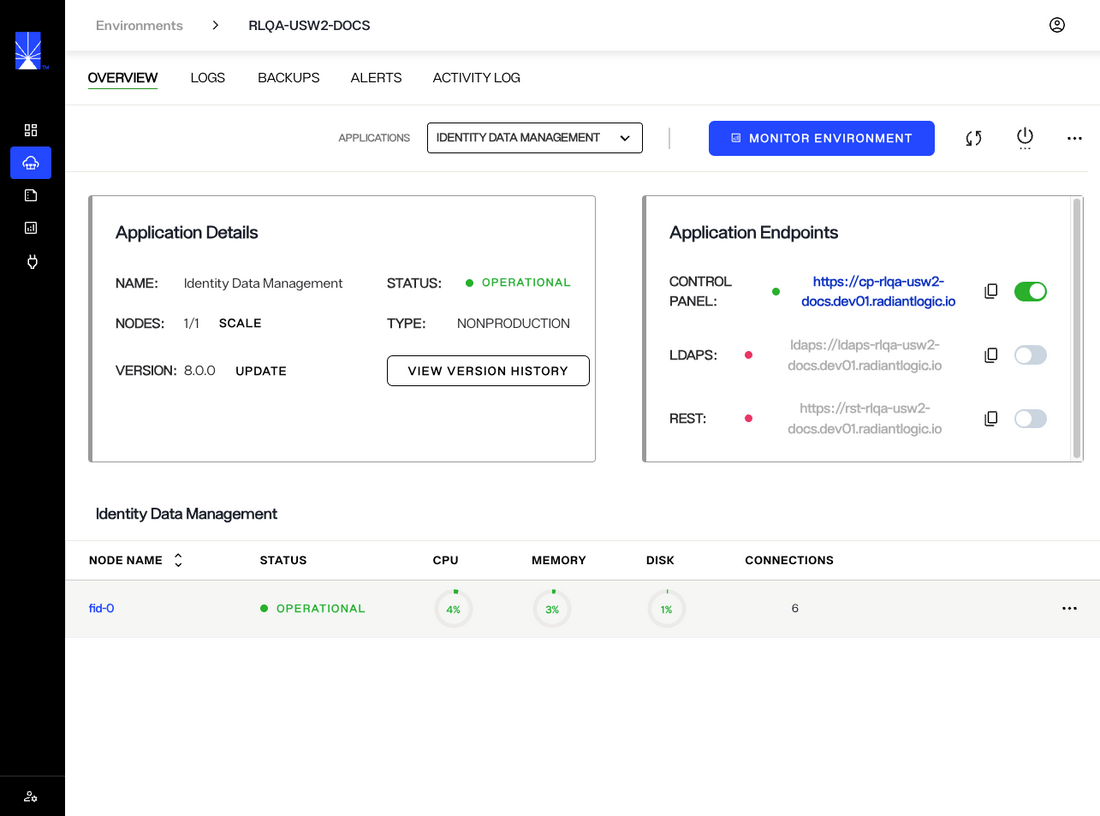 Environments > RLQA-USW2-DOCS
OVERVIEW LOGS BACKUPS ALERTS ACTIVITY LOG
APPLICATIONS IDENTITY DATA MANAGEMENT MONITOR ENVIRONMENT
Application Details
NAME: Identity Data Management STATUS: OPERATIONAL
NODES: 1/1 SCALE TYPE: NONPRODUCTION
VERSION: 8.0.0 UPDATE VIEW VERSION HISTORY
Application Endpoints
CONTROL PANEL: https://cp-rlqa-usw2-
docs.dev01.radiantlogic.io
LDAPS: ldaps://ldaps-rlqa-usw2-
docs.dev01.radiantlogic.io
REST: https://rst-rlqa-usw2-
docs.dev01.radiantlogic.io
Identity Data Management
NODE NAME STATUS CPU MEMORY DISK CONNECTIONS
fid-0 OPERATIONAL 4% 3% 1% 6
TM